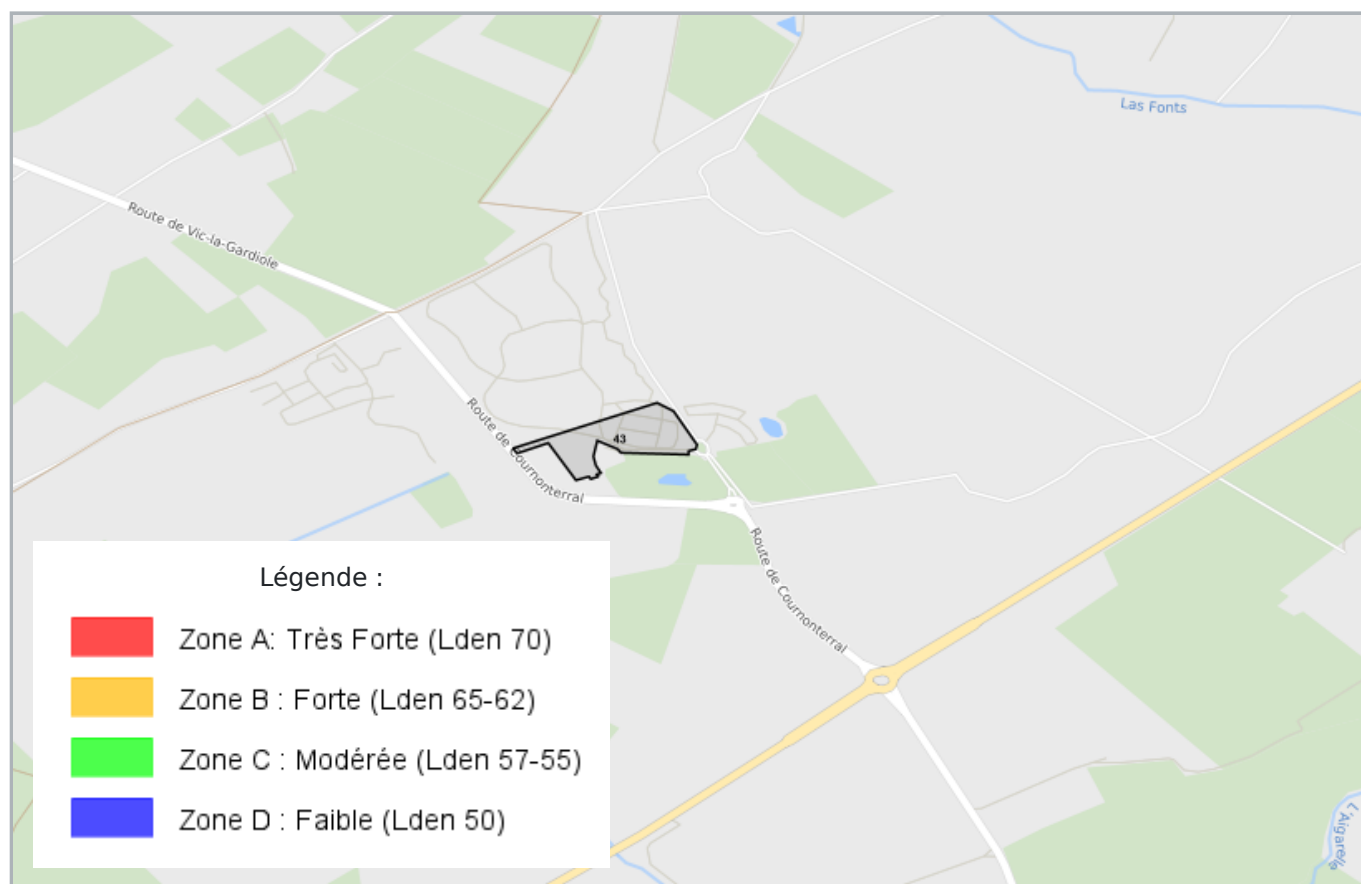 Las Fonts
Route de Vic-la-Gardiole
Route de Cournonterral
43
Route de Cournonterral
L'Aigarelle
Légende :
Zone A: Très Forte (Lden 70)
Zone B : Forte (Lden 65-62)
Zone C : Modérée (Lden 57-55)
Zone D : Faible (Lden 50)